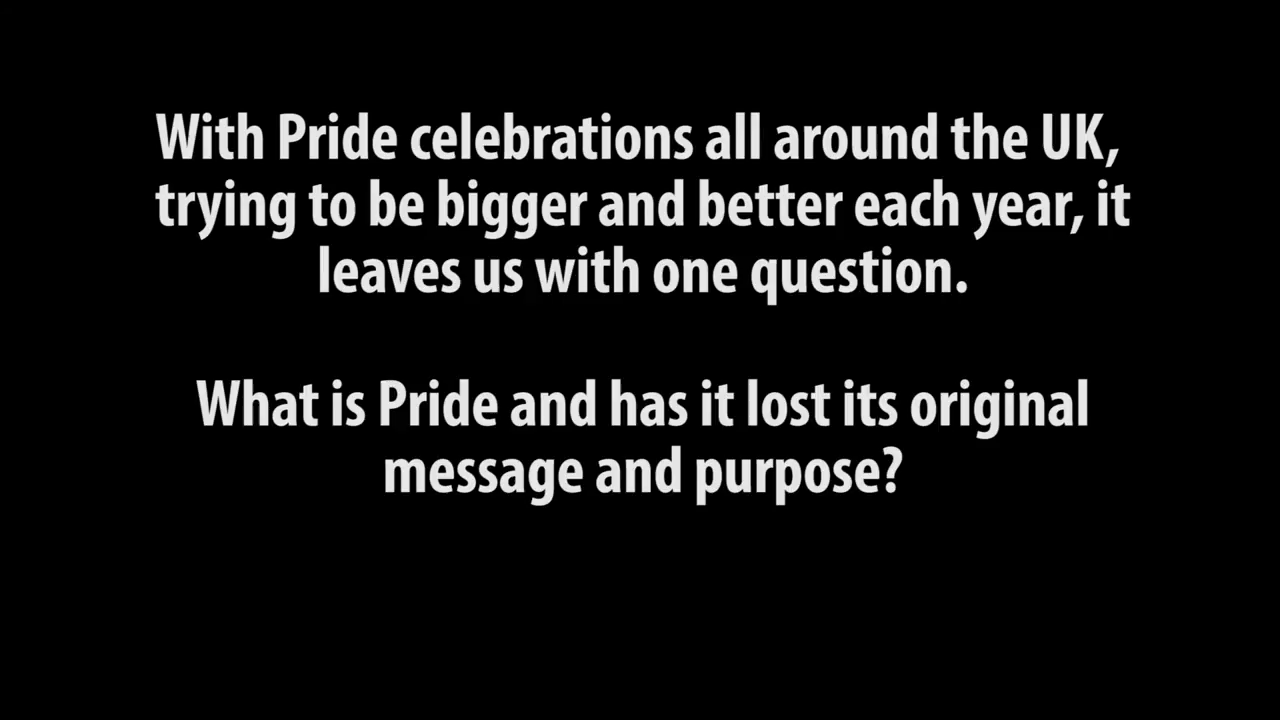 With Pride celebrations all around the UK,
trying to be bigger and better each year, it
leaves us with one question.
What is Pride and has it lost its original
message and purpose?